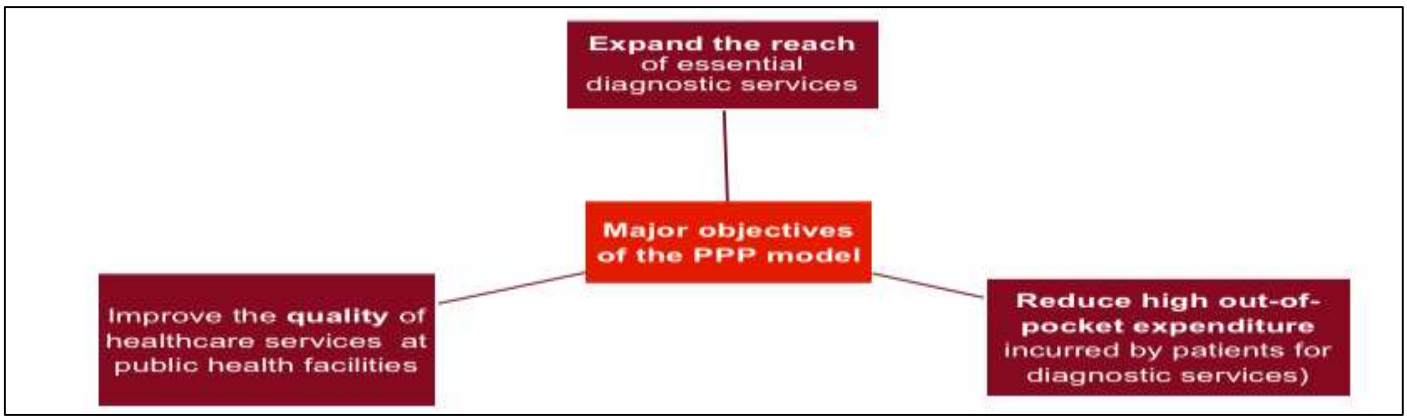 Expand the reach
of essential
diagnostic services
Major objectives
of the PPP model
Improve the quality of
healthcare services at
public health facilities
Reduce high out-of-
pocket expenditure
incurred by patients for
diagnostic services)